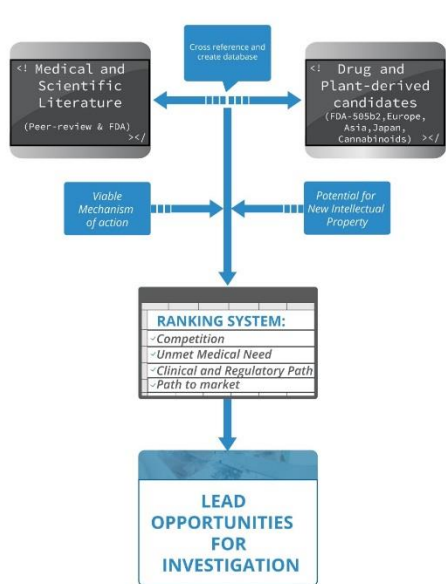 Cross reference and
create database
<! Medical and
Scientific
Literature
(Peer-review & FDA)
></
<! Drug and
Plant-derived
candidates
(FDA-505b2,Europe,
Asia,Japan,
Cannabinoids) ></
Viable
Mechanism
of action
Potential for
New Intellectual
Property
RANKING SYSTEM:
✓Competition
✓Unmet Medical Need
✓Clinical and Regulatory Path
✓Path to market
LEAD
OPPORTUNITIES
FOR
INVESTIGATION